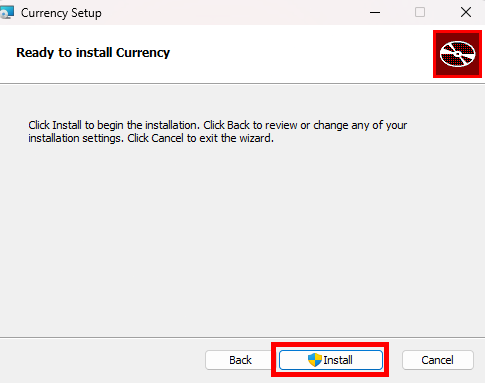 Currency Setup
Ready to install Currency
Click Install to begin the installation. Click Back to review or change any of your
installation settings. Click Cancel to exit the wizard.
Back
Install
Cancel